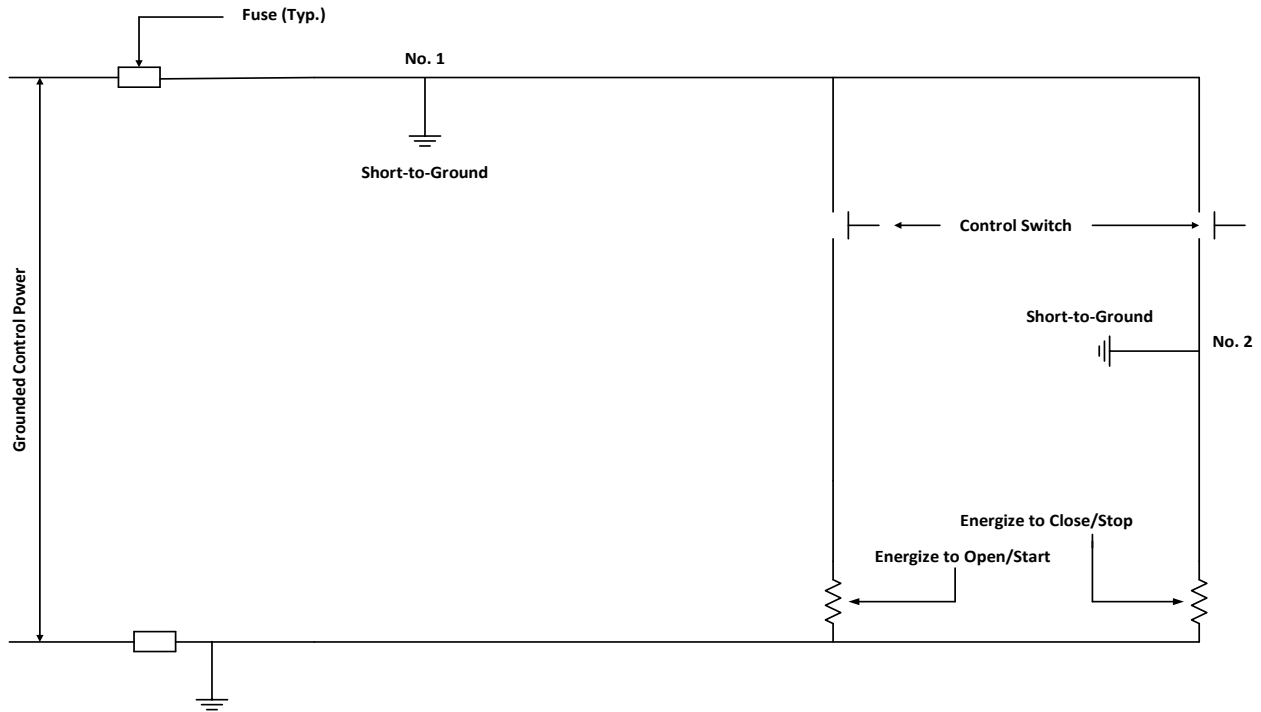 Fuse (Typ.)
No. 1
Short-to-Ground
Control Switch
Grounded Control Power
Short-to-Ground
No. 2
Energize to Close/Stop
Energize to Open/Start